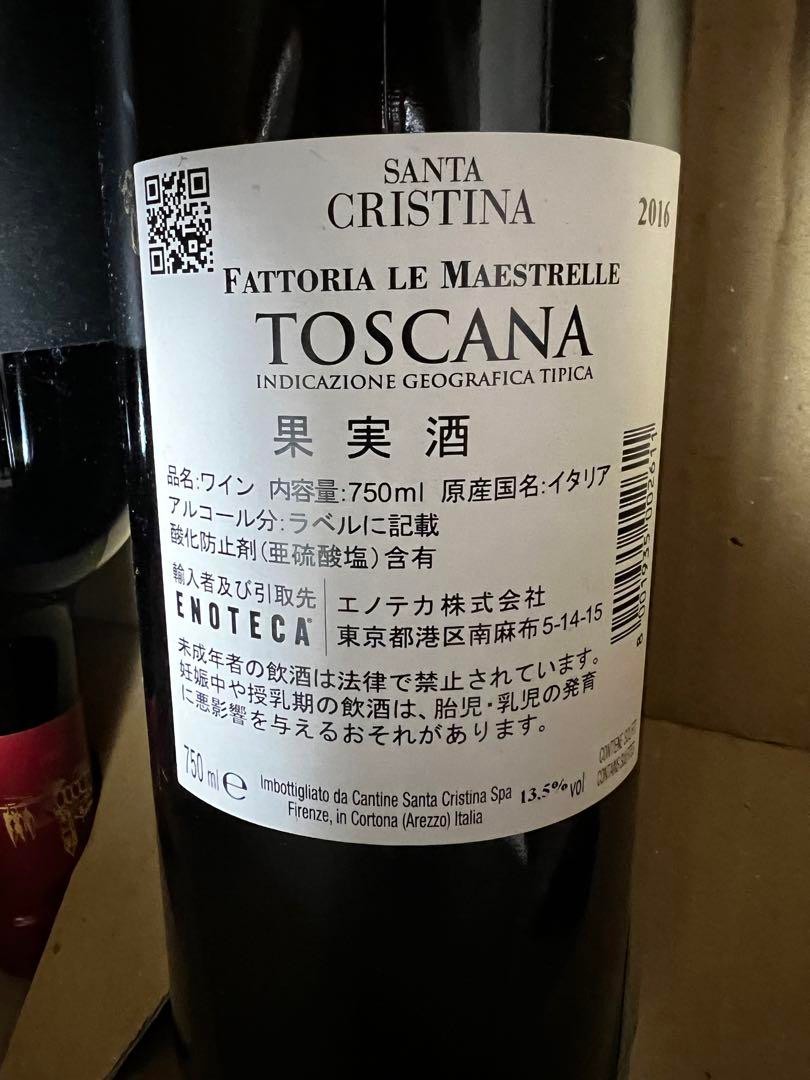 SANTA
CRISTINA
2016
FATTORIA LE MAESTRELLE
TOSCANA
INDICAZIONE GEOGRAFICA TIPICA
果実酒
品名:ワイン 内容量:750ml 原産国名:イタリア
アルコール分:ラベルに記載
酸化防止剤(亜硫酸塩)含有
輸入者及び引取先
ENOTECA
エノテカ株式会社
東京都港区南麻布5-14-15
未成年者の飲酒は法律で禁止されています。
妊娠中や授乳期の飲酒は、胎児・乳児の発育
に悪影響を与えるおそれがあります。
8 001935 002611
750 ml e
Imbottigliato da Cantine Santa Cristina Spa
Firenze, in Cortona (Arezzo) Italia
13.5% vol
CONTIENE SOLFITI
CONTAINS SULFITES